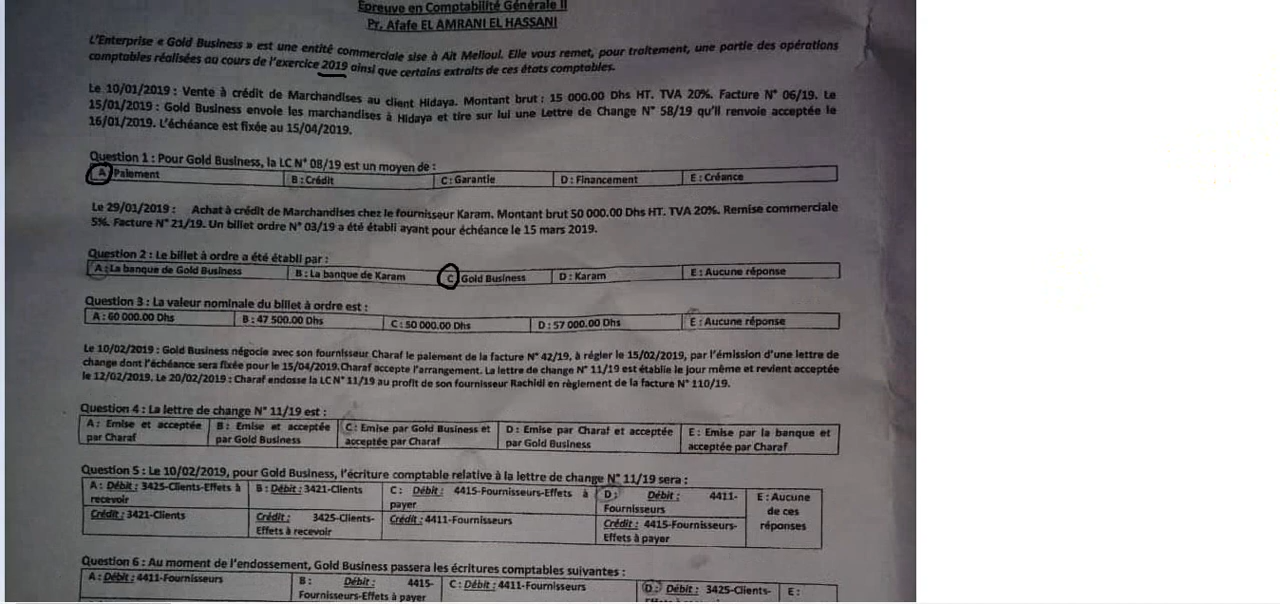 Epreuve en Comptabilité Générale II
Pr. Afafe EL AMRANI EL HASSANI
L'Enterprise « Gold Business » est une entité commerciale sise à Ait Melloul. Elle vous remet, pour traitement, une partie des opérations
comptables réalisées au cours de l'exercice 2019 ainsi que certains extraits de ces états comptables.
Le 10/01/2019 : Vente à crédit de Marchandises au client Hidaya. Montant brut : 15 000.00 Dhs HT. TVA 20%. Facture N° 06/19. Le
15/01/2019 : Gold Business envoie les marchandises à Hidaya et tire sur lui une Lettre de Change N° 58/19 qu'il renvoie acceptée le
16/01/2019. L'échéance est fixée au 15/04/2019.
Question 1 : Pour Gold Business, la LC N° 08/19 est un moyen de :
A Paiement B : Crédit C : Garantie D : Financement E : Créance
Le 29/01/2019 : Achat à crédit de Marchandises chez le fournisseur Karam. Montant brut 50 000.00 Dhs HT. TVA 20%. Remise commerciale
5%. Facture N° 21/19. Un billet ordre N° 03/19 a été établi ayant pour échéance le 15 mars 2019.
Question 2 : Le billet à ordre a été établi par :
A : La banque de Gold Business B : La banque de Karam C Gold Business D : Karam E : Aucune réponse
Question 3 : La valeur nominale du billet à ordre est :
A : 60 000.00 Dhs B : 47 500.00 Dhs C : 50 000.00 Dhs D : 57 000.00 Dhs E : Aucune réponse
Le 10/02/2019 : Gold Business négocie avec son fournisseur Charaf le paiement de la facture N° 42/19, à régler le 15/02/2019, par l'émission d'une lettre de
change dont l'échéance sera fixée pour le 15/04/2019.Charaf accepte l'arrangement. La lettre de change N° 11/19 est établie le jour même et revient acceptée
le 12/02/2019. Le 20/02/2019 : Charaf endosse la LC N° 11/19 au profit de son fournisseur Rachidi en règlement de la facture N° 110/19.
Question 4 : La lettre de change N° 11/19 est :
A : Emise et acceptée B : Emise et acceptée C : Emise par Gold Business et D : Emise par Charaf et acceptée E : Emise par la banque et
par Charaf par Gold Business acceptée par Charaf par Gold Business acceptée par Charaf
Question 5 : Le 10/02/2019, pour Gold Business, l'écriture comptable relative à la lettre de change N° 11/19 sera :
A : Débit : 3425-Clients-Effets à B : Débit : 3421-Clients C : Débit : 4415-Fournisseurs-Effets à D : Débit : 4411- E : Aucune
recevoir payer Fournisseurs de ces
Crédit : 3421-Clients Crédit : 3425-Clients- Crédit : 4411-Fournisseurs Crédit : 4415-Fournisseurs- réponses
Effets à recevoir Effets à payer
Question 6 : Au moment de l'endossement, Gold Business passera les écritures comptables suivantes :
A : Débit : 4411-Fournisseurs B : Débit : 4415- C : Débit : 4411-Fournisseurs D : Débit : 3425-Clients- E :
Fournisseurs-Effets à payer